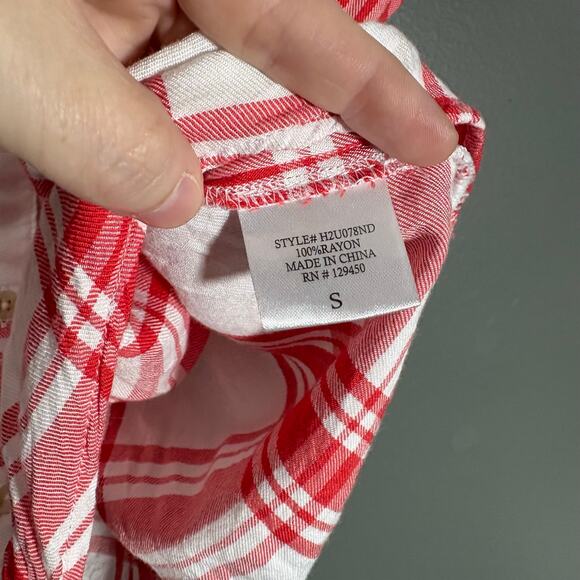 STYLE# H2U078ND
100%RAYON
MADE IN CHINA
RN # 129450
S